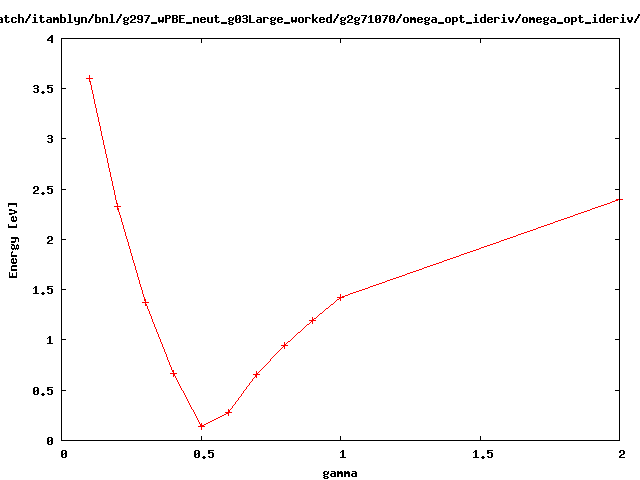 atch/itamblyn/bnl/g297_wPBE_neut_g03Large_worked/g2g71070/omega_opt_ideriv/omega_opt_ideriv/
4
3.5
3
2.5
2
1.5
1
0.5
0
Energy [eV]
0 0.5 1 1.5 2
gamma